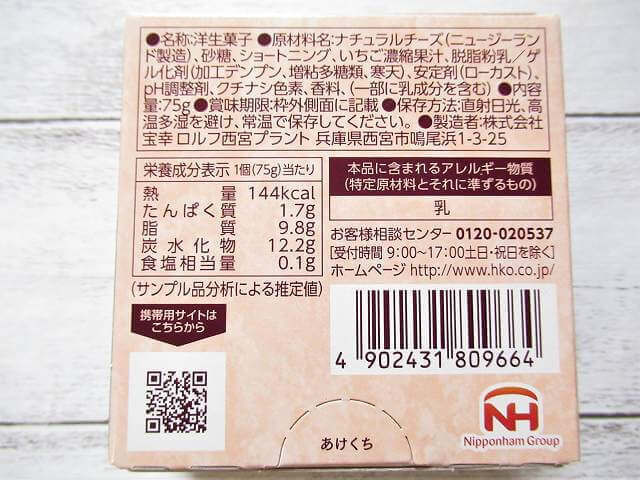 ●名称:洋生菓子 ●原材料名:ナチュラルチーズ(ニュージーラン
ド製造)、砂糖、ショートニング、いちご濃縮果汁、脱脂粉乳／ゲ
ル化剤(加工デンプン、増粘多糖類、寒天)、安定剤(ローカスト)、
pH調整剤、クチナシ色素、香料、(一部に乳成分を含む) ●内容
量:75g ●賞味期限:枠外側面に記載 ●保存方法:直射日光、高
温多湿を避け、常温で保存してください。 ●製造者:株式会社
宝幸 ロルフ西宮プラント 兵庫県西宮市鳴尾浜1-3-25
栄養成分表示 1個(75g)当たり
熱量 144kcal
たんぱく質 1.7g
脂質 9.8g
炭水化物 12.2g
食塩相当量 0.1g
(サンプル品分析による推定値)
本品に含まれるアレルギー物質
(特定原材料とそれに準ずるもの)
乳
お客様相談センター 0120-020537
[受付時間 9:00〜17:00土日・祝日を除く]
ホームページ http://www.hko.co.jp/
携帯用サイトは
こちらから
4 902431 809664
NH
Nipponham Group
あけくち